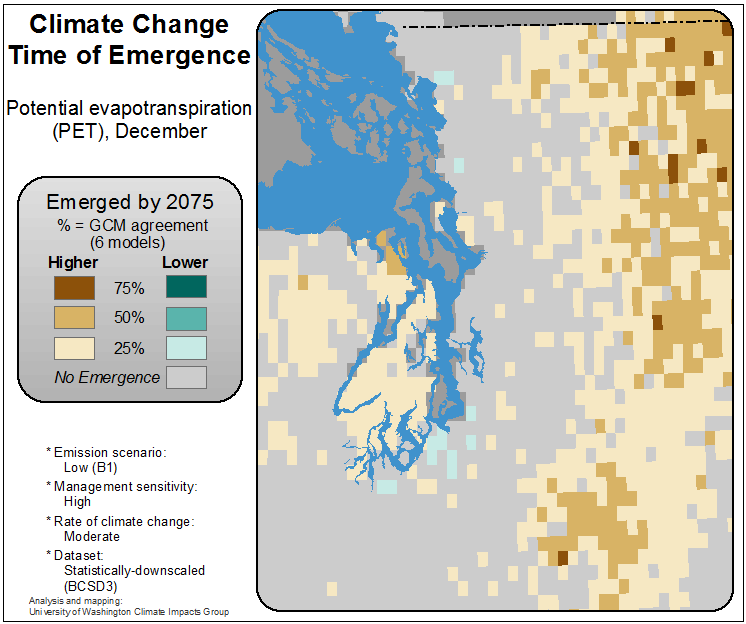 Climate Change
Time of Emergence
Potential evapotranspiration
(PET), December
Emerged by 2075
% = GCM agreement
(6 models)
Higher Lower
75%
50%
25%
No Emergence
* Emission scenario:
Low (B1)
* Management sensitivity:
High
* Rate of climate change:
Moderate
* Dataset:
Statistically-downscaled
(BCSD3)
Analysis and mapping:
University of Washington Climate Impacts Group